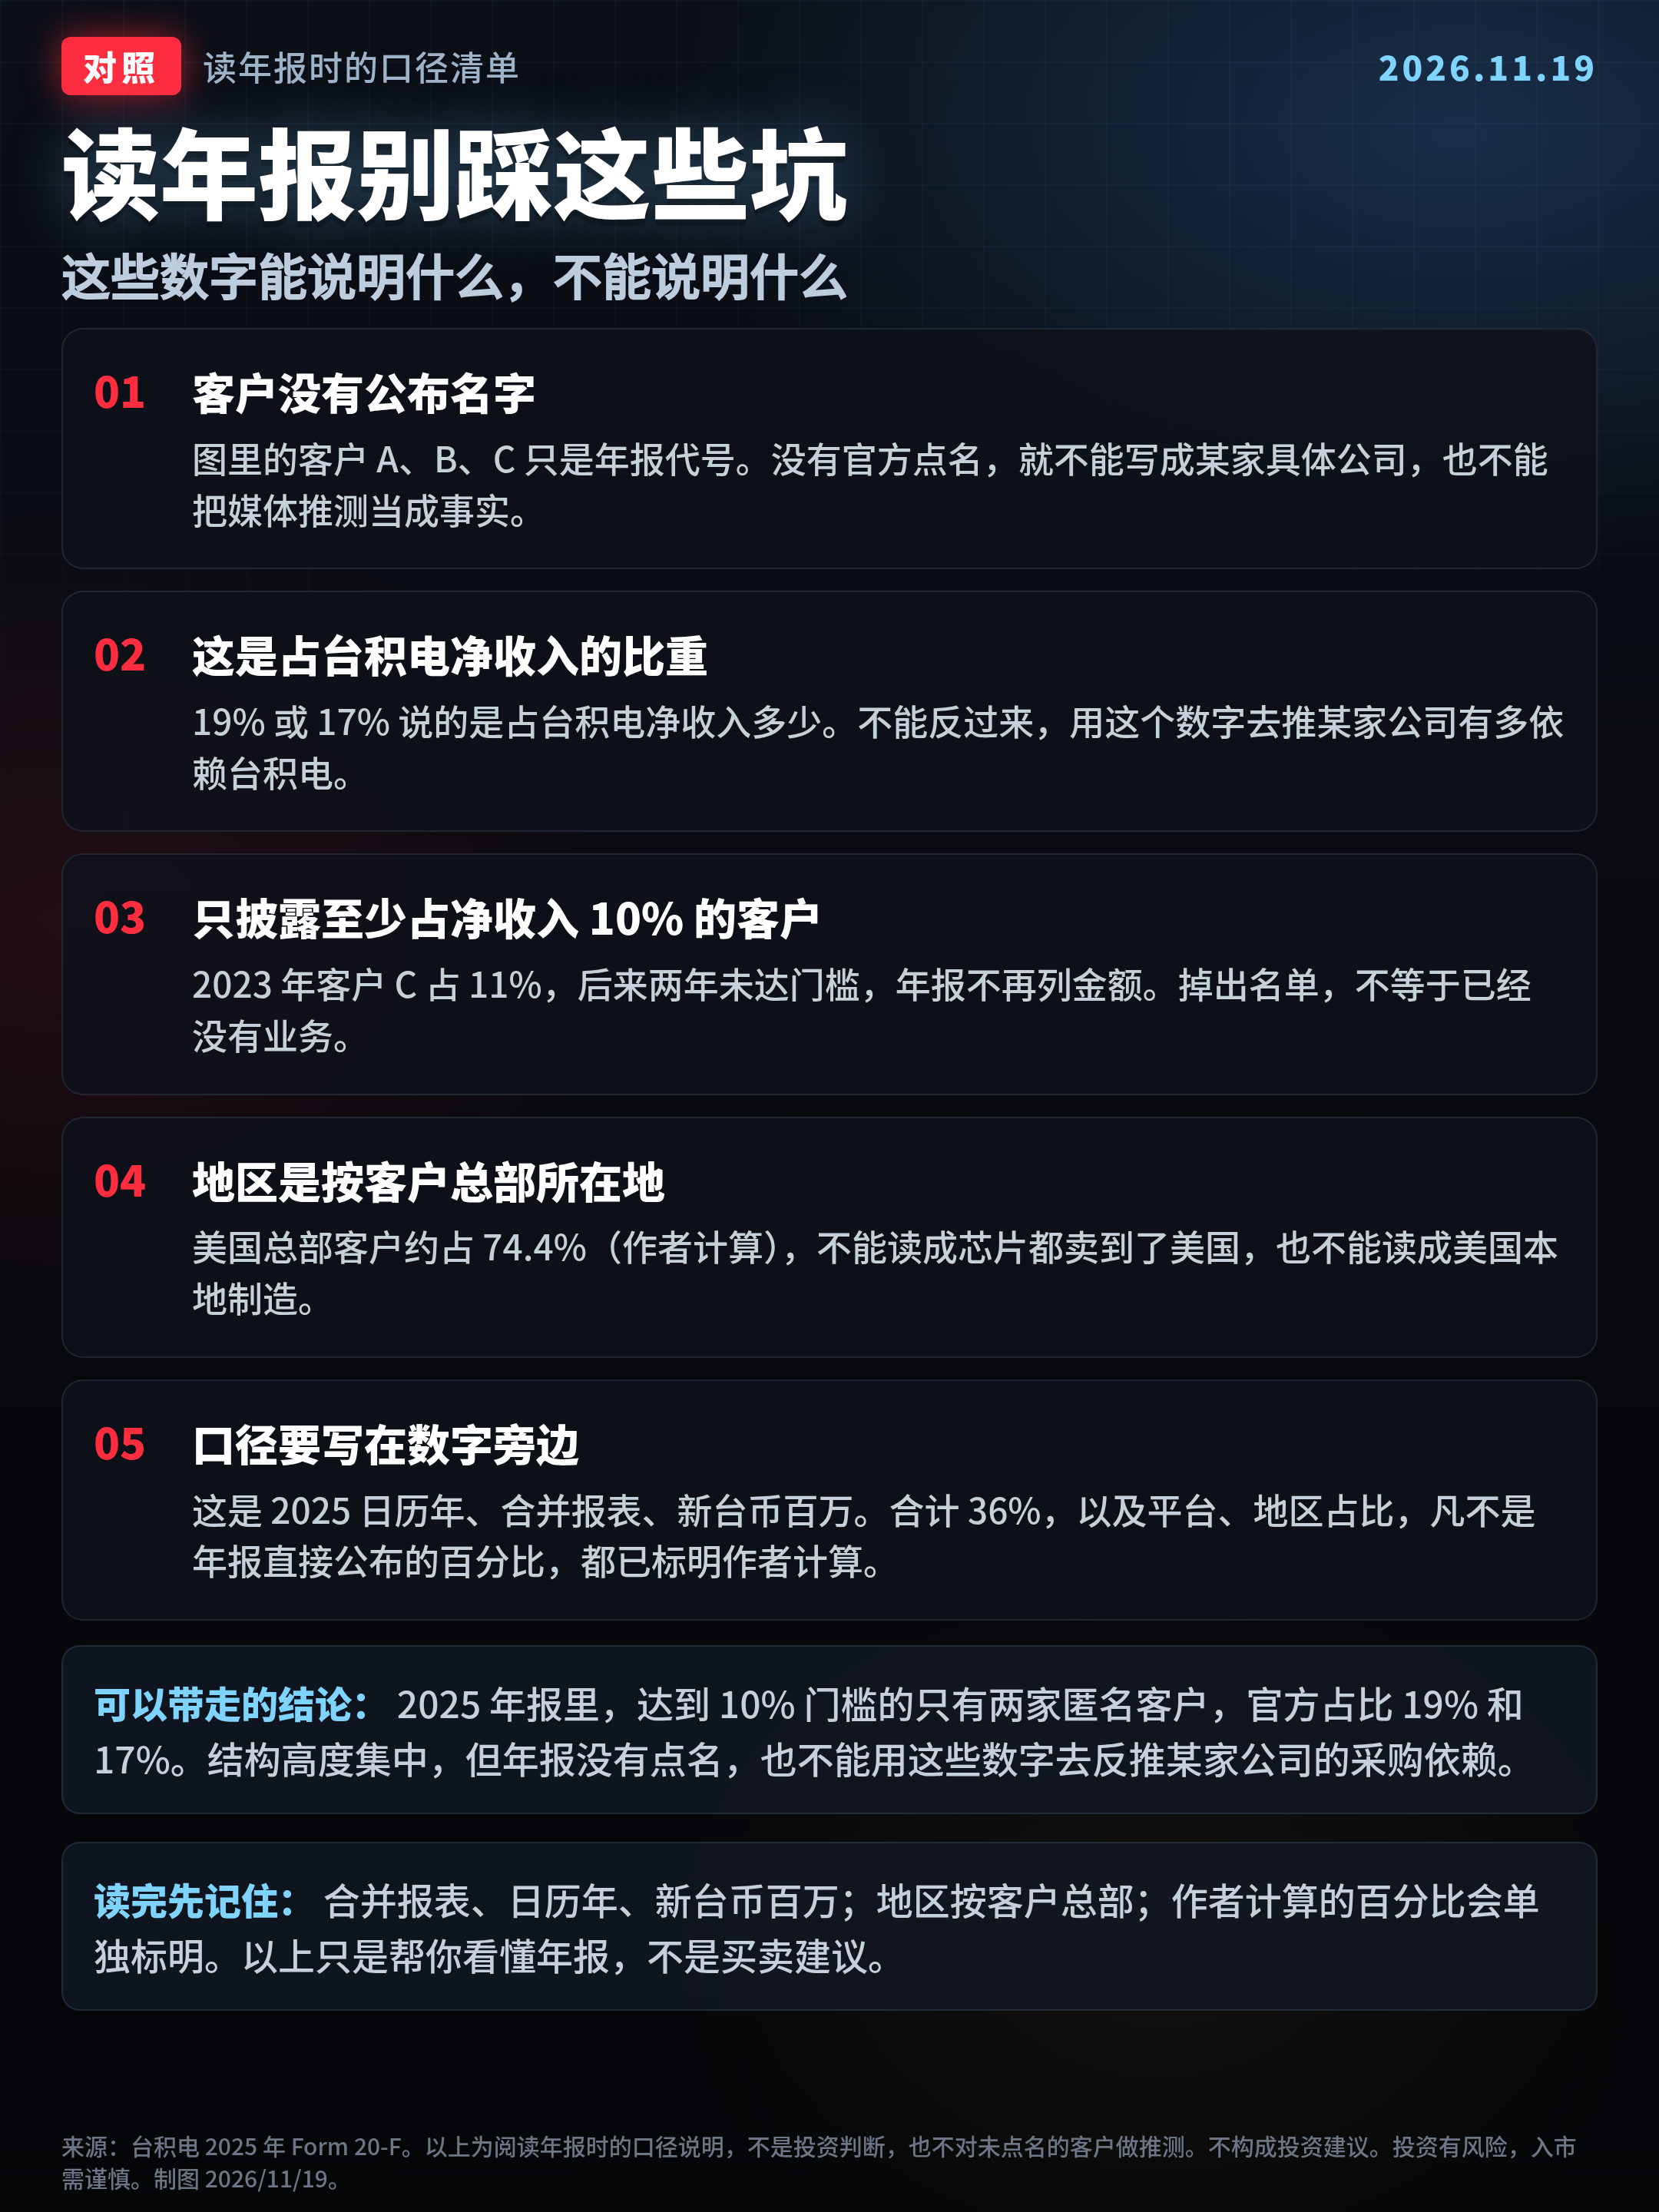 对照 读年报时的口径清单 2026.11.19
读年报别踩这些坑
这些数字能说明什么，不能说明什么
01 客户没有公布名字
图里的客户 A、B、C 只是年报代号。没有官方点名，就不能写成某家具体公司，也不能
把媒体推测当成事实。
02 这是占台积电净收入的比重
19% 或 17% 说的是占台积电净收入多少。不能反过来，用这个数字去推某家公司有多依
赖台积电。
03 只披露至少占净收入 10% 的客户
2023 年客户 C 占 11%，后来两年未达门槛，年报不再列金额。掉出名单，不等于已经
没有业务。
04 地区是按客户总部所在地
美国总部客户约占 74.4%（作者计算），不能读成芯片都卖到了美国，也不能读成美国本
地制造。
05 口径要写在数字旁边
这是 2025 日历年、合并报表、新台币百万。合计 36%，以及平台、地区占比，凡不是
年报直接公布的百分比，都已标明作者计算。
可以带走的结论： 2025 年报里，达到 10% 门槛的只有两家匿名客户，官方占比 19% 和
17%。结构高度集中，但年报没有点名，也不能用这些数字去反推某家公司的采购依赖。
读完先记住： 合并报表、日历年、新台币百万；地区按客户总部；作者计算的百分比会单
独标明。以上只是帮你看懂年报，不是买卖建议。
来源：台积电 2025 年 Form 20-F。以上为阅读年报时的口径说明，不是投资判断，也不对未点名的客户做推测。不构成投资建议。投资有风险，入市
需谨慎。制图 2026/11/19。